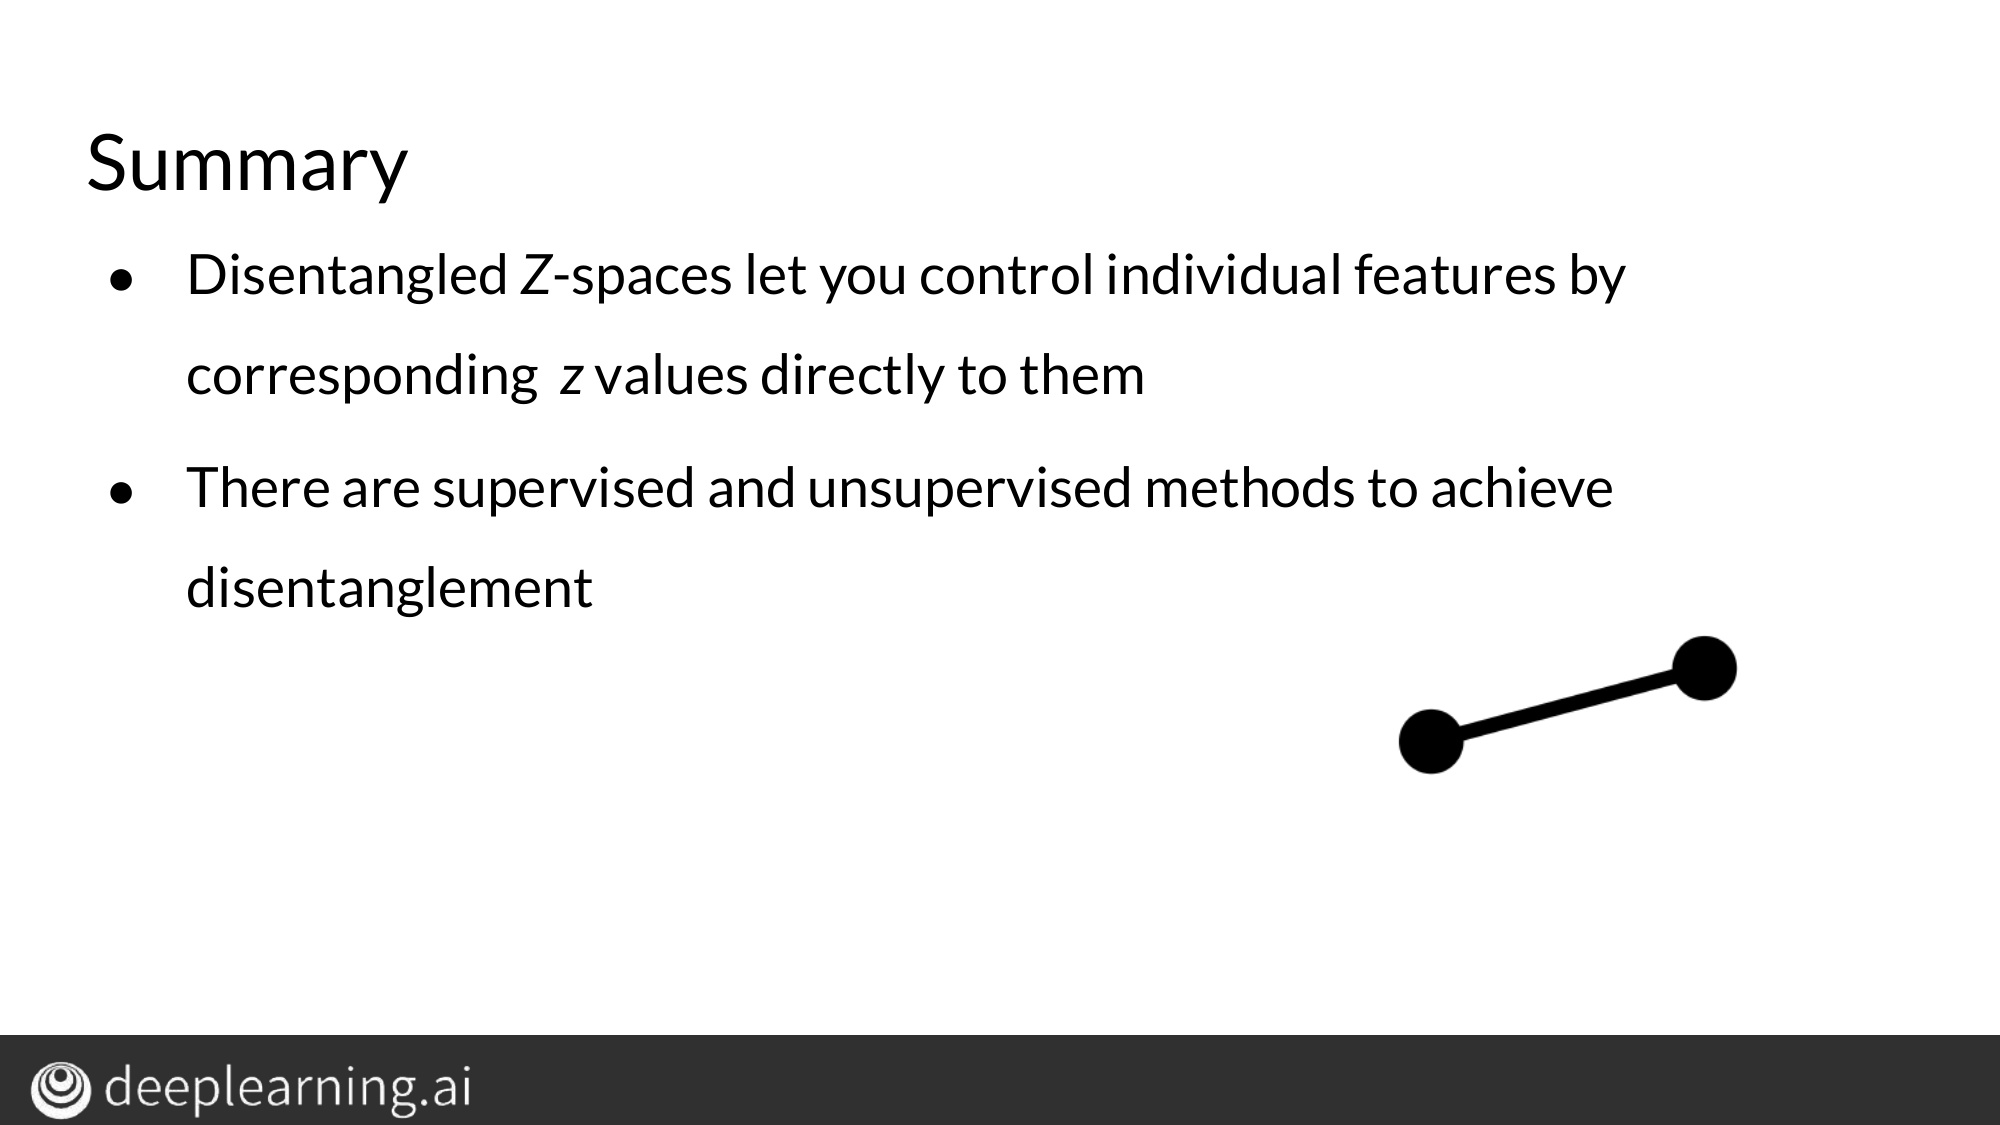 Summary
● Disentangled Z-spaces let you control individual features by
corresponding z values directly to them
● There are supervised and unsupervised methods to achieve
disentanglement
deeplearning.ai